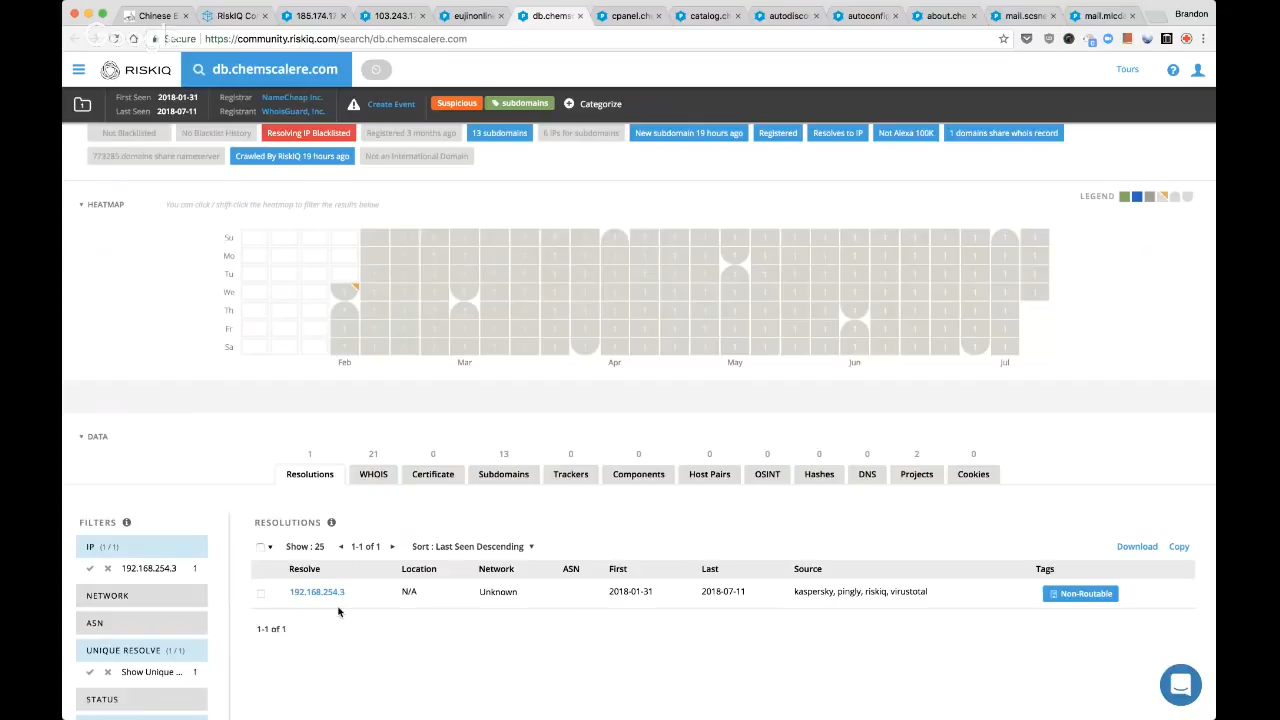 Chinese E
RiskIQ Co
185.174.17
103.243.1
eujinonline
db.chemsc
cpanel.che
catalog.che
autodisco
autoconfig
about.che
mail.scsne
mail.mlcda
Brandon
Secure
https://community.riskiq.com/search/db.chemscalere.com
RISKIQ
db.chemscalere.com
Tours
First Seen 2018-01-31
Last Seen 2018-07-11
Registrar NameCheap Inc.
Registrant WhoisGuard, Inc.
Create Event
Suspicious
subdomains
Categorize
Not Blacklisted
No Blacklist History
Resolving IP Blacklisted
Registered 3 months ago
13 subdomains
6 IPs for subdomains
New subdomain 19 hours ago
Registered
Resolves to IP
Not Alexa 100K
1 domains share whois record
773285 domains share nameserver
Crawled By RiskIQ 19 hours ago
Not an International Domain
HEATMAP
You can click / shift-click the heatmap to filter the results below
LEGEND
Su
Mo
Tu
We
Th
Fr
Sa
Feb Mar Apr May Jun Jul
DATA
1 21 0 13 0 0 0 0 0 0 2 0
Resolutions WHOIS Certificate Subdomains Trackers Components Host Pairs OSINT Hashes DNS Projects Cookies
FILTERS
IP (1 / 1)
192.168.254.3 1
NETWORK
ASN
UNIQUE RESOLVE (1 / 1)
Show Unique ... 1
STATUS
RESOLUTIONS
Show : 25 1-1 of 1 Sort : Last Seen Descending
Download Copy
Resolve Location Network ASN First Last Source Tags
192.168.254.3 N/A Unknown 2018-01-31 2018-07-11 kaspersky, pingly, riskiq, virustotal Non-Routable
1-1 of 1